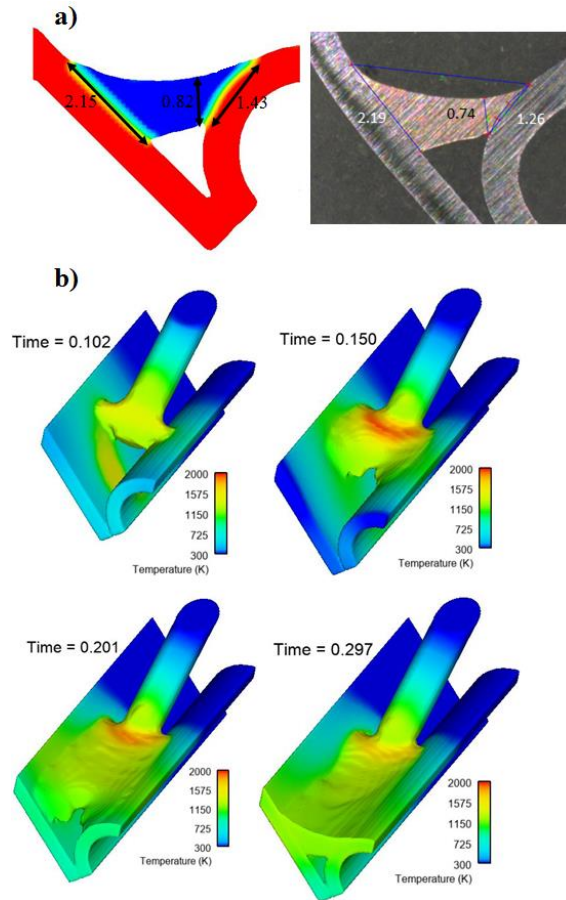 a)
2.15
0.82
1.43
2.19
0.74
1.26
b)
Time = 0.102
2000
1575
1150
725
300
Temperature (K)
Time = 0.150
2000
1575
1150
725
300
Temperature (K)
Time = 0.201
2000
1575
1150
725
300
Temperature (K)
Time = 0.297
2000
1575
1150
725
300
Temperature (K)